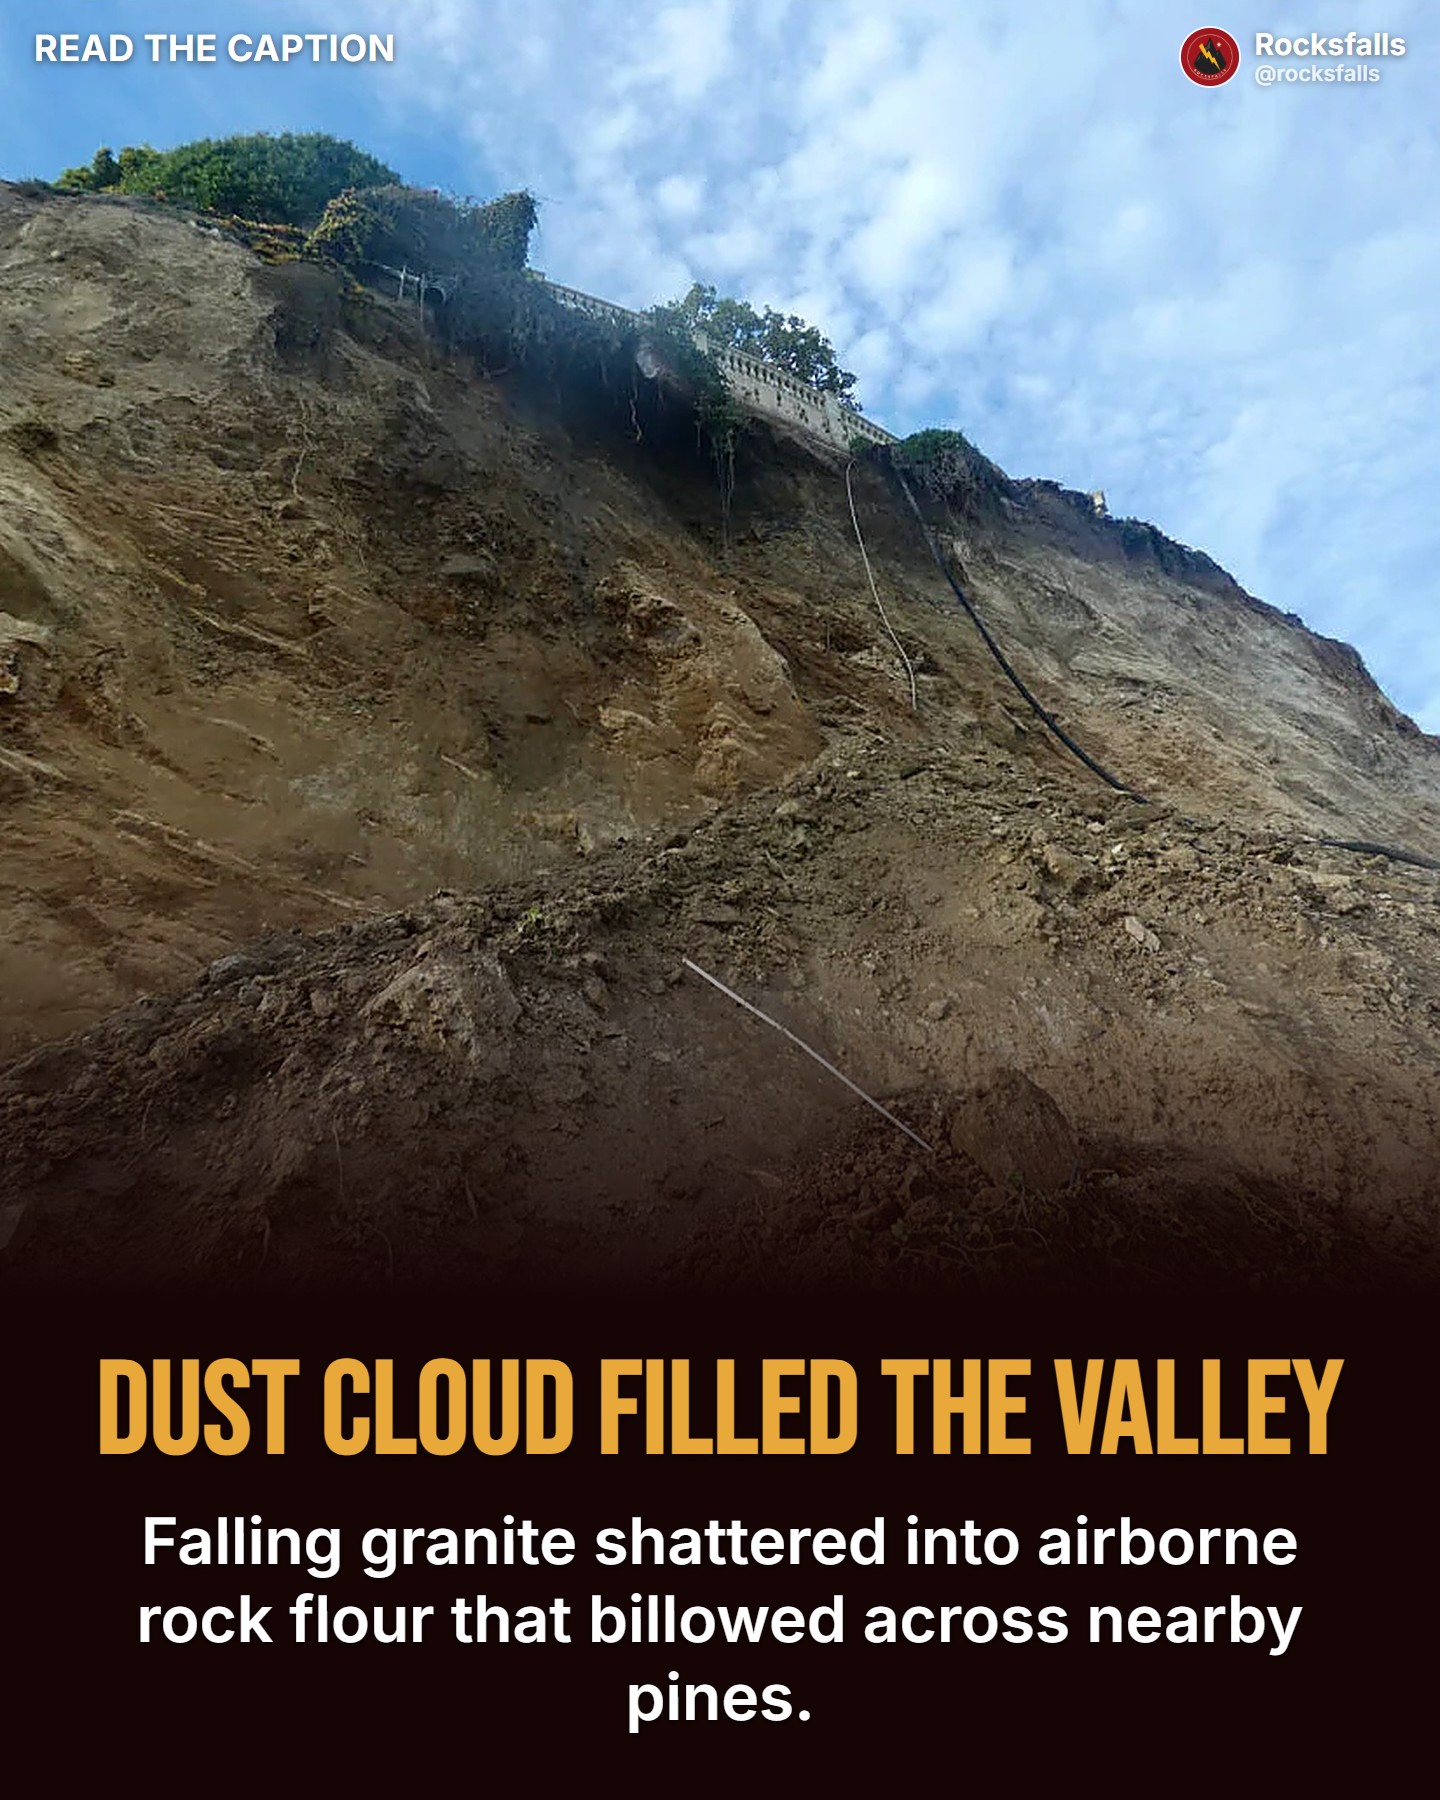 READ THE CAPTION
Rocksfalls
@rocksfalls
ROCKSFALLS
DUST CLOUD FILLED THE VALLEY
Falling granite shattered into airborne
rock flour that billowed across nearby
pines.